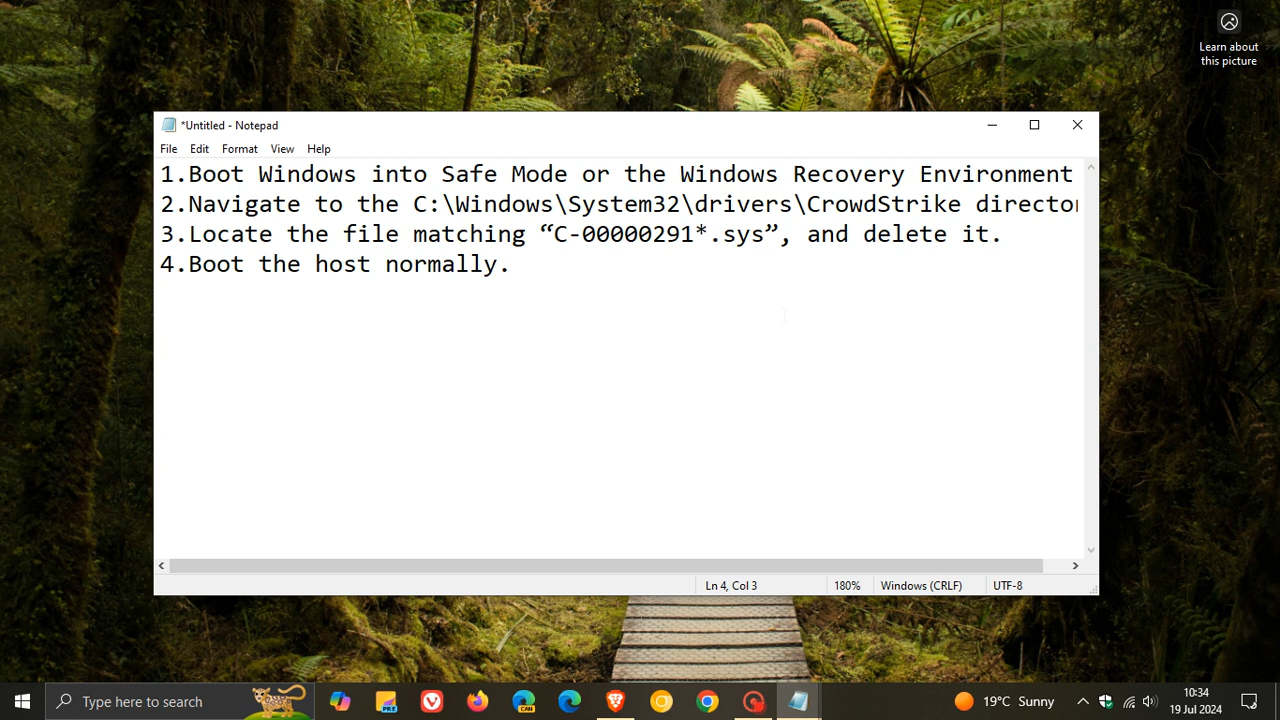 Learn about
this picture
*Untitled - Notepad
File Edit Format View Help
1.Boot Windows into Safe Mode or the Windows Recovery Environment
2.Navigate to the C:\Windows\System32\drivers\CrowdStrike director
3.Locate the file matching “C-00000291*.sys”, and delete it.
4.Boot the host normally.
Ln 4, Col 3 180% Windows (CRLF) UTF-8
Type here to search
PRE
CAN
19°C Sunny
10:34
19 Jul 2024